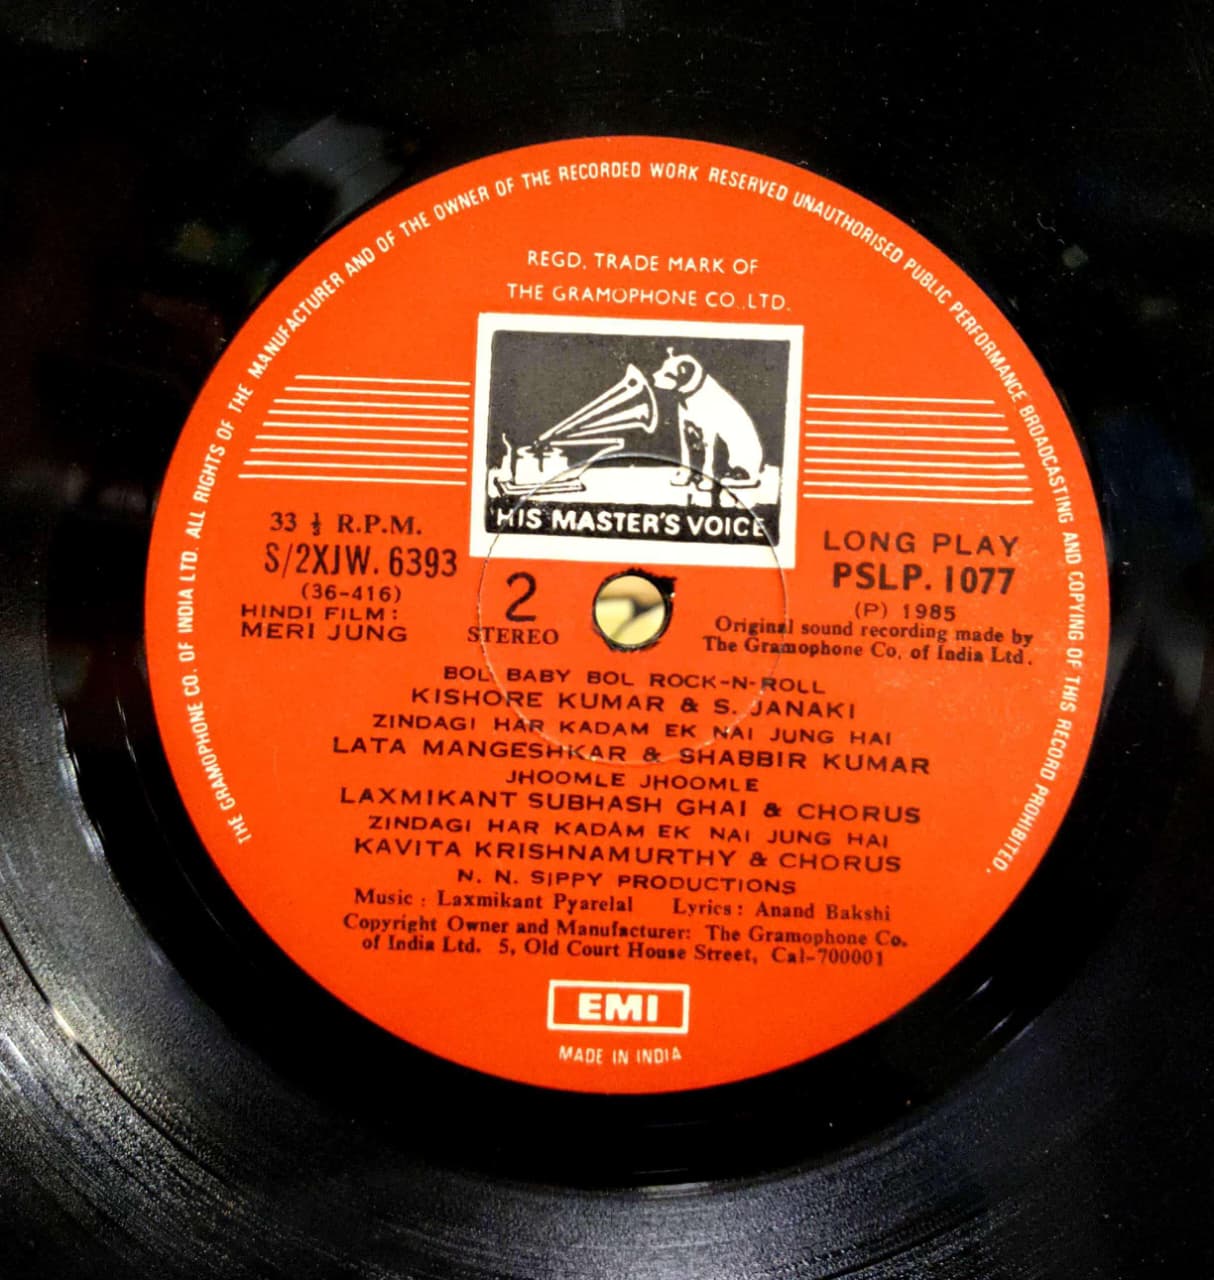 THE GRAMOPHONE CO. OF INDIA LTD. ALL RIGHTS OF THE MANUFACTURER AND OF THE OWNER OF THE RECORDED WORK RESERVED UNAUTHORISED PUBLIC PERFORMANCE BROADCASTING AND COPYING OF THIS RECORD PROHIBITED.
REGD. TRADE MARK OF
THE GRAMOPHONE CO., LTD.
HIS MASTER'S VOICE
33 ⅓ R.P.M.
S/2XJW. 6393
(36-416)
HINDI FILM:
MERI JUNG
2
STEREO
LONG PLAY
PSLP. 1077
(P) 1985
Original sound recording made by
The Gramophone Co. of India Ltd.
BOL BABY BOL ROCK-N-ROLL
KISHORE KUMAR & S. JANAKI
ZINDAGI HAR KADAM EK NAI JUNG HAI
LATA MANGESHKAR & SHABBIR KUMAR
JHOOMLE JHOOMLE
LAXMIKANT SUBHASH GHAI & CHORUS
ZINDAGI HAR KADAM EK NAI JUNG HAI
KAVITA KRISHNAMURTHY & CHORUS
N. N. SIPPY PRODUCTIONS
Music : Laxmikant Pyarelal Lyrics : Anand Bakshi
Copyright Owner and Manufacturer: The Gramophone Co.
of India Ltd. 5, Old Court House Street, Cal-700001
EMI
MADE IN INDIA